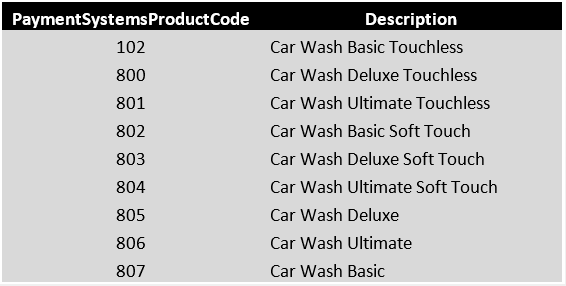 PaymentSystemsProductCode Description
102 Car Wash Basic Touchless
800 Car Wash Deluxe Touchless
801 Car Wash Ultimate Touchless
802 Car Wash Basic Soft Touch
803 Car Wash Deluxe Soft Touch
804 Car Wash Ultimate Soft Touch
805 Car Wash Deluxe
806 Car Wash Ultimate
807 Car Wash Basic